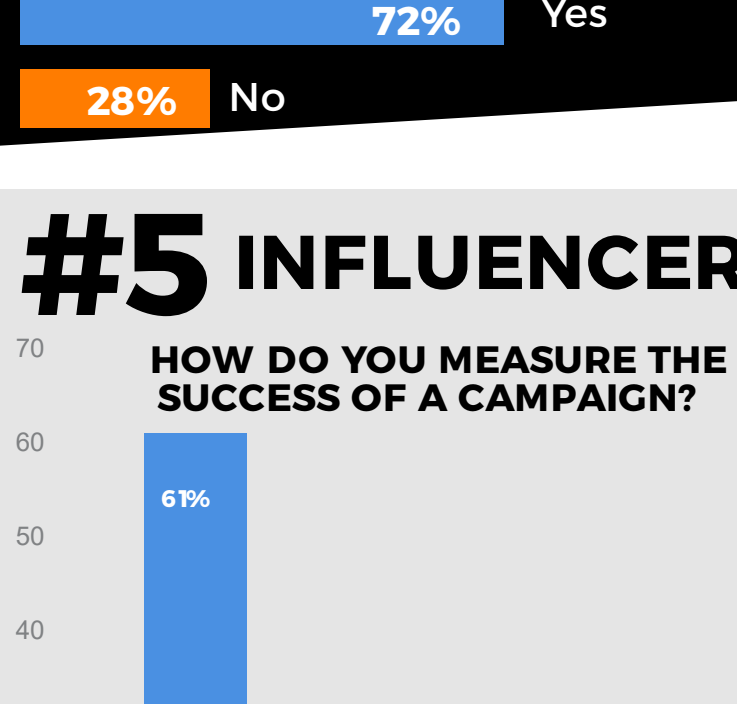 72% Yes
28% No
#5 INFLUENCER
HOW DO YOU MEASURE THE
SUCCESS OF A CAMPAIGN?
70
60
61%
50
40